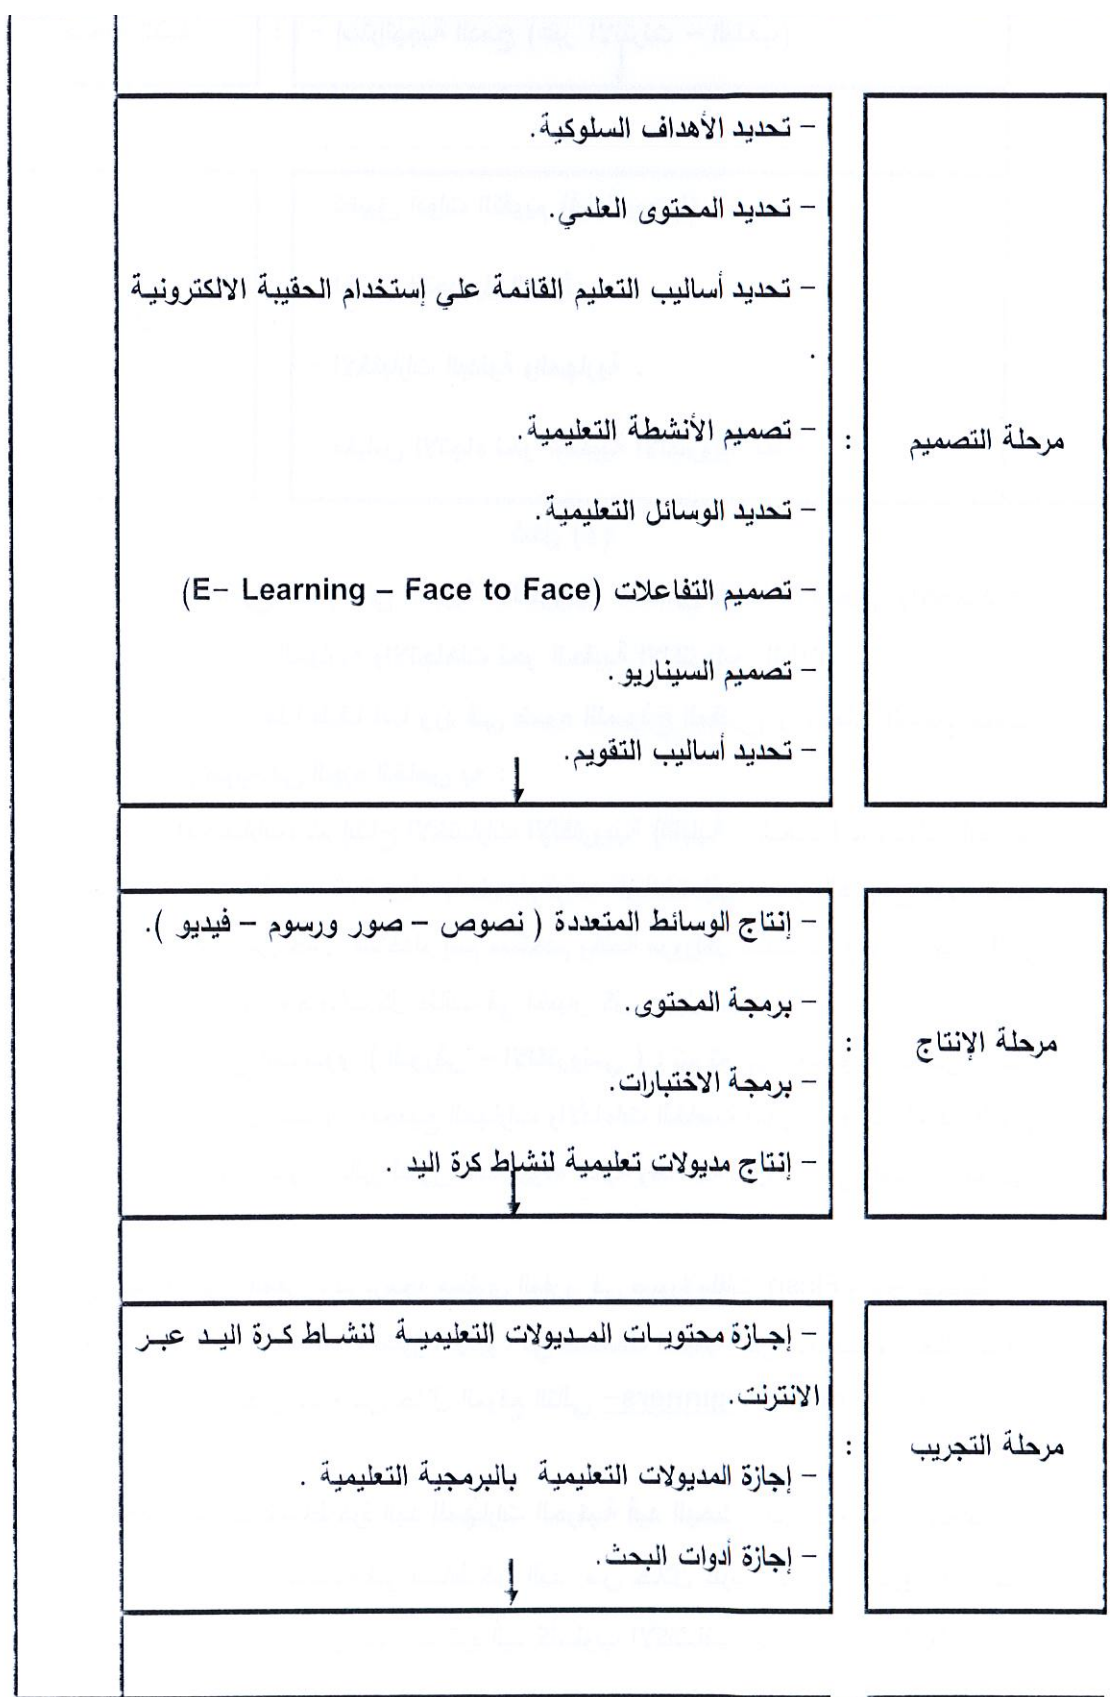 مرحلة التصميم
:
– تحديد الأهداف السلوكية.
– تحديد المحتوى العلمي.
– تحديد أساليب التعليم القائمة علي إستخدام الحقيبة الالكترونية
.
– تصميم الأنشطة التعليمية.
– تحديد الوسائل التعليمية.
– تصميم التفاعلات (E– Learning – Face to Face)
– تصميم السيناريو.
– تحديد أساليب التقويم.
مرحلة الإنتاج
:
– إنتاج الوسائط المتعددة ( نصوص – صور ورسوم – فيديو ).
– برمجة المحتوى.
– برمجة الاختبارات.
– إنتاج مديولات تعليمية لنشاط كرة اليد .
مرحلة التجريب
:
– إجازة محتويات المديولات التعليمية لنشاط كرة اليد عبر
الانترنت.
– إجازة المديولات التعليمية بالبرمجية التعليمية .
– إجازة أدوات البحث.